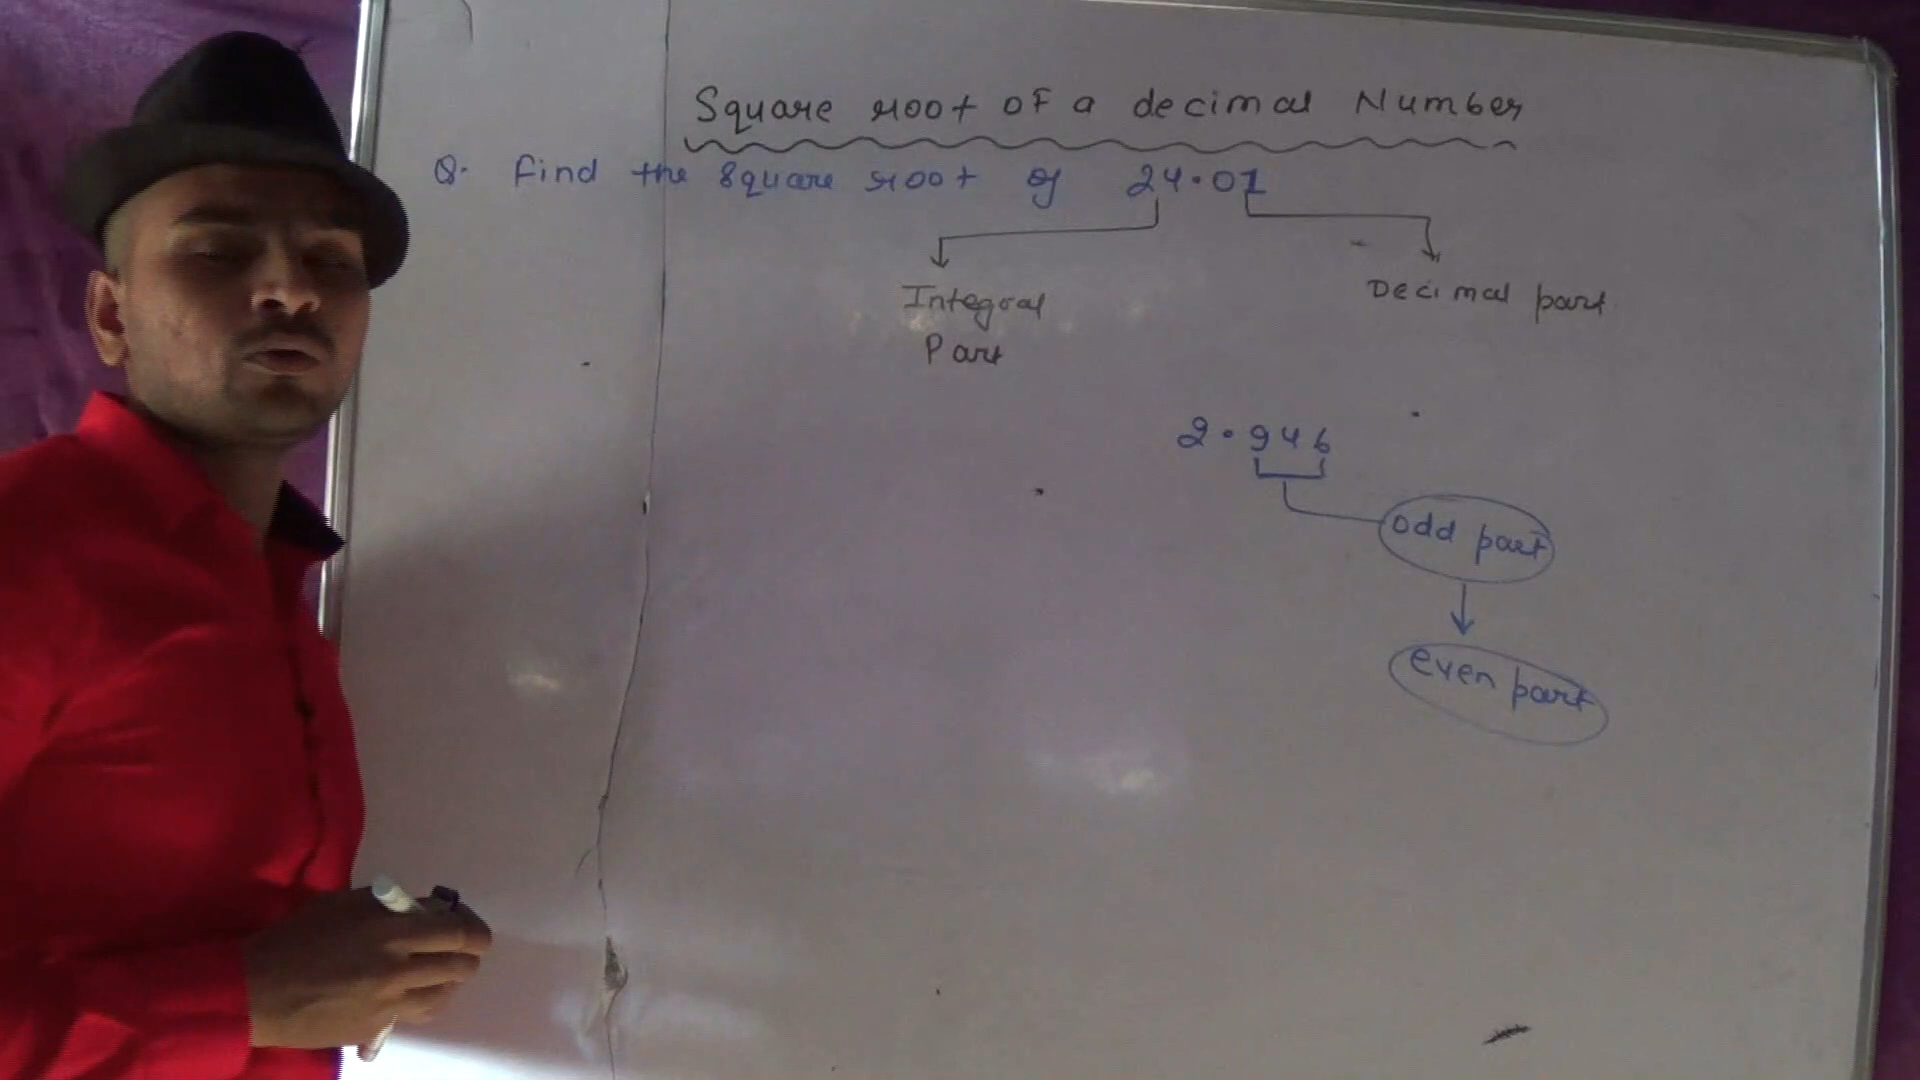 Square root OF a decimal Number
Q. Find the square root of 24.01
Integral
Part
Decimal part
2.946
odd part
even part